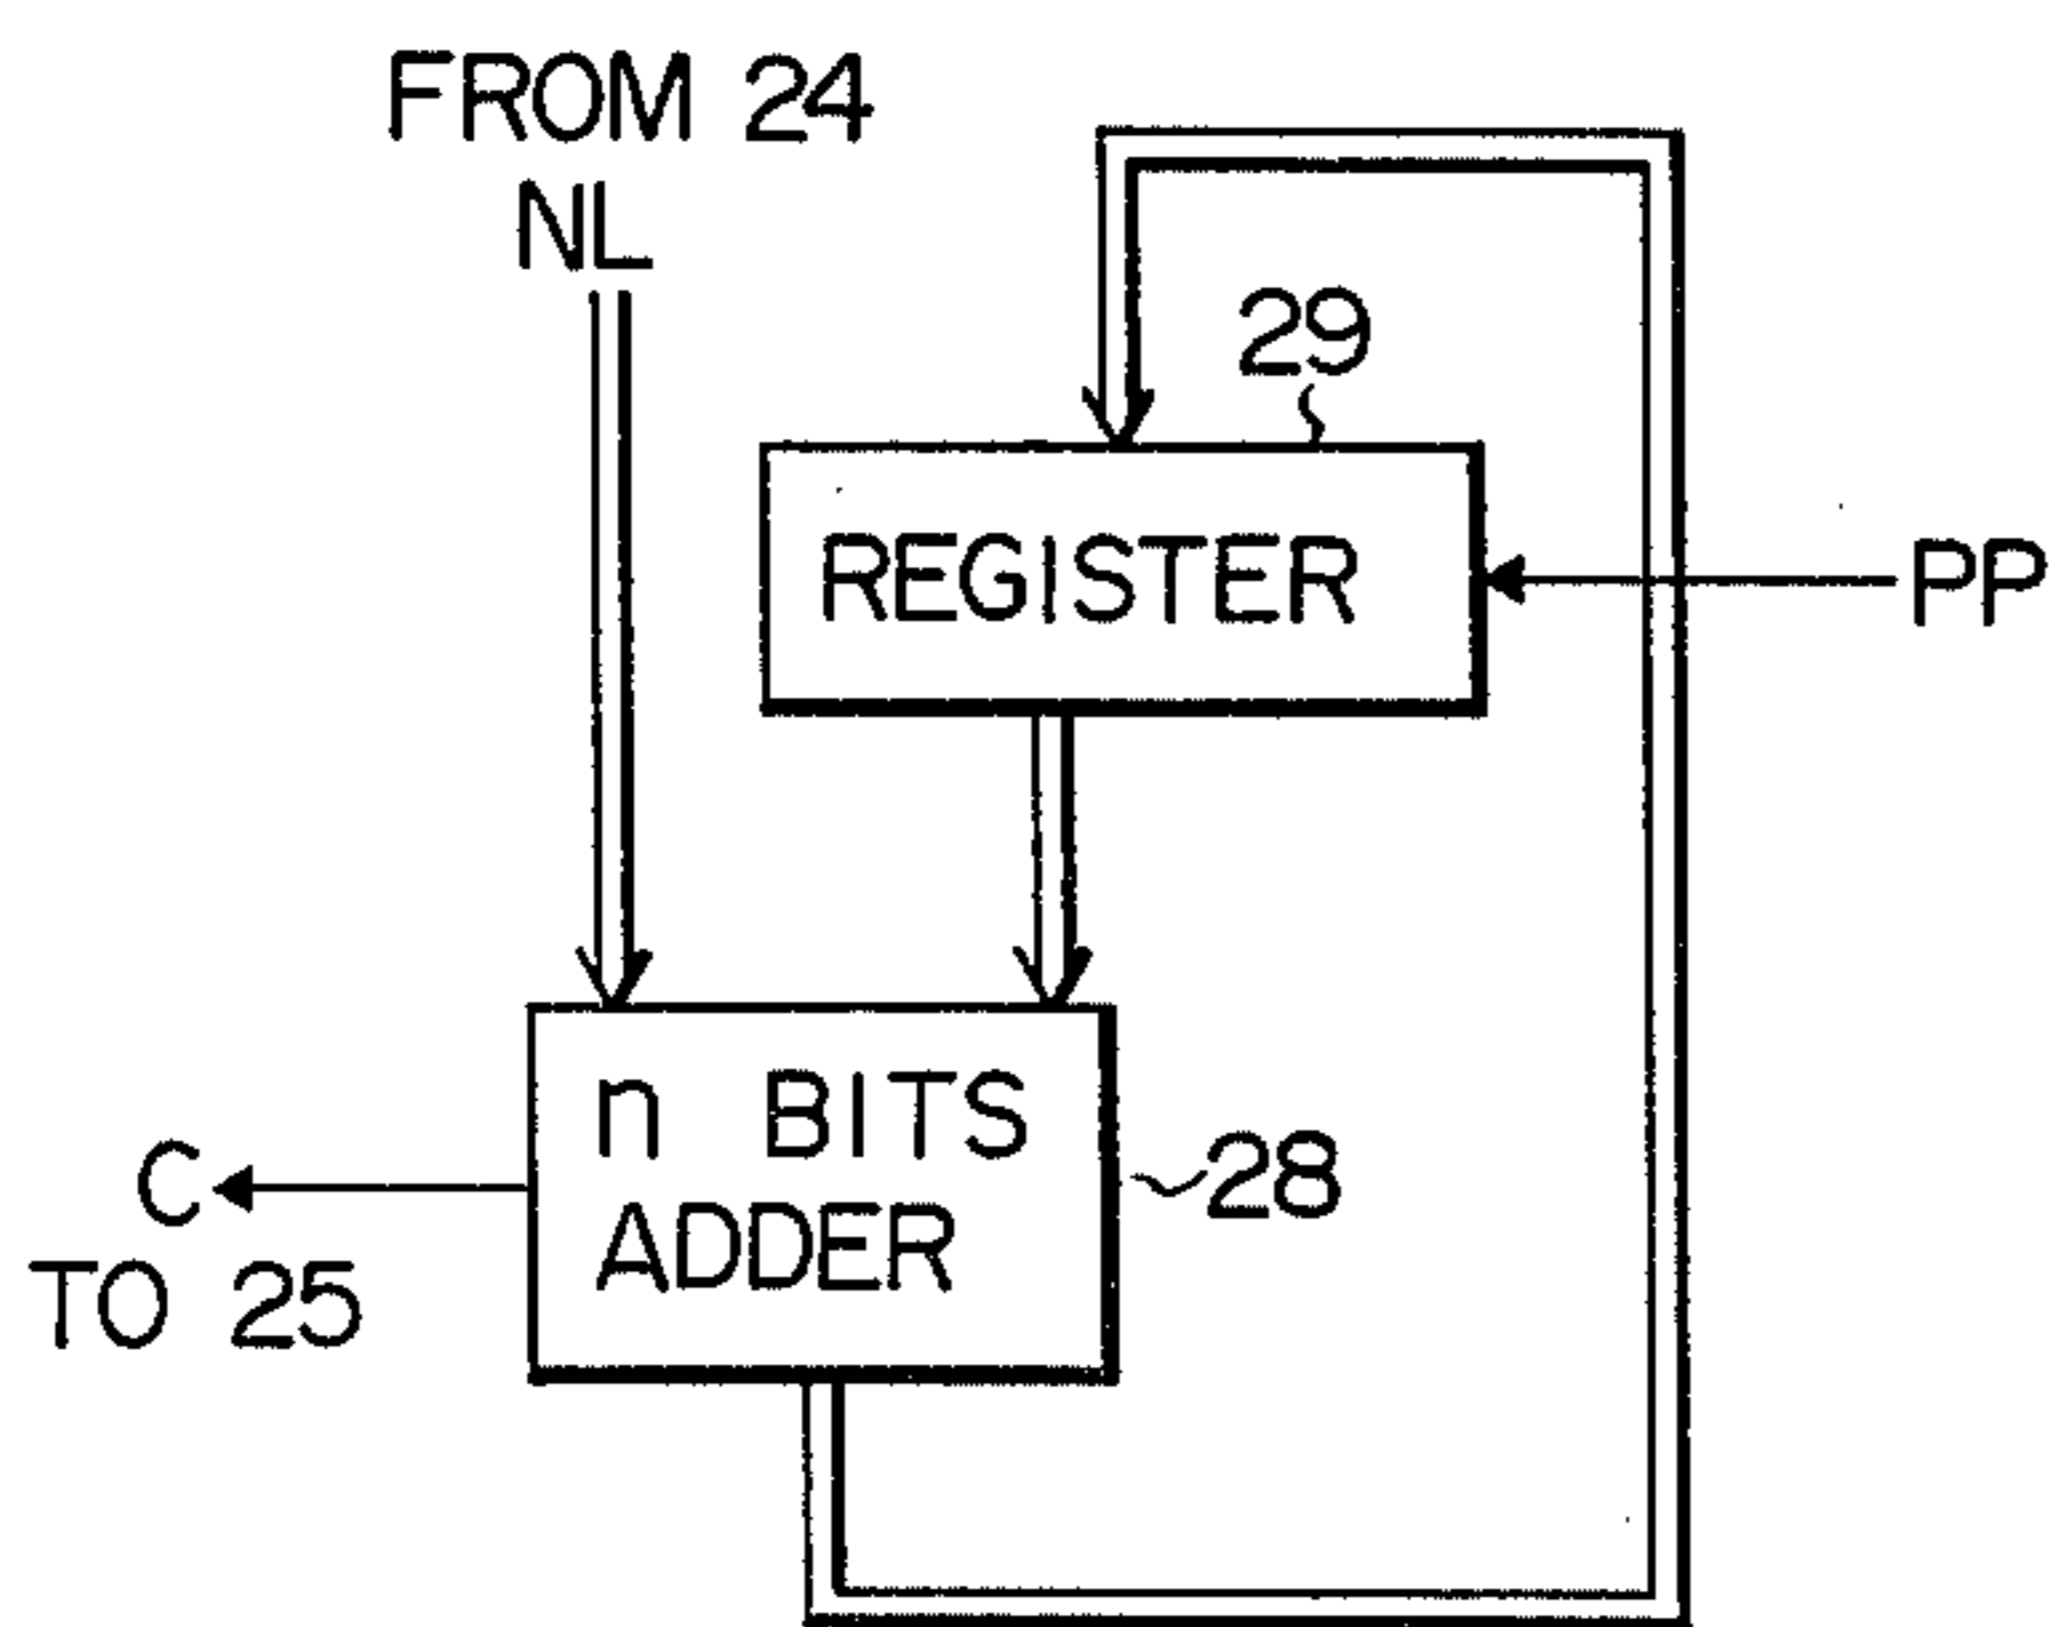 FROM 24
NL
29
REGISTER
PP
n BITS
ADDER
28
C
TO 25